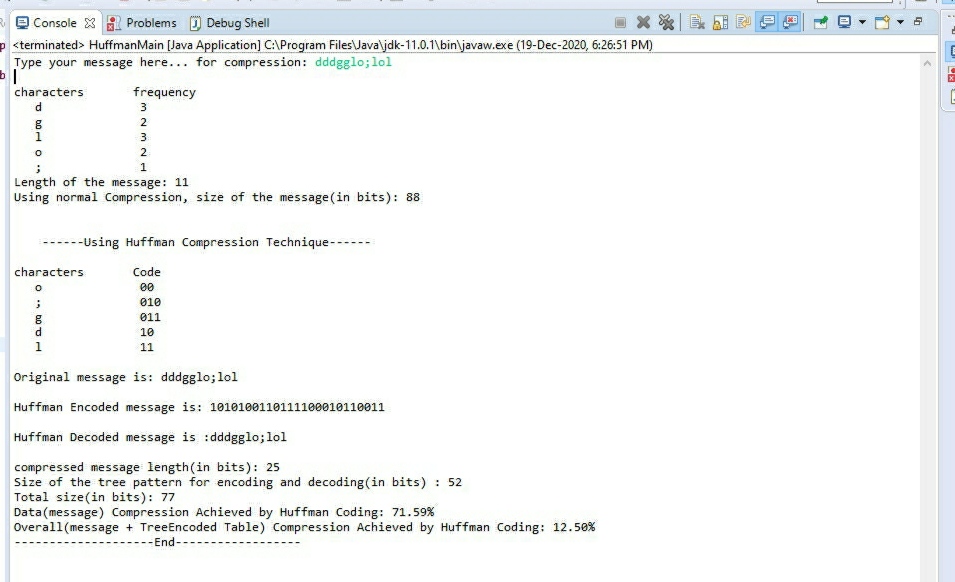 Console Problems Debug Shell
<terminated> HuffmanMain [Java Application] C:\Program Files\Java\jdk-11.0.1\bin\javaw.exe (19-Dec-2020, 6:26:51 PM)
Type your message here... for compression: dddgglo;lol
characters frequency
d 3
g 2
l 3
o 2
; 1
Length of the message: 11
Using normal Compression, size of the message(in bits): 88
------Using Huffman Compression Technique------
characters Code
o 00
; 010
g 011
d 10
l 11
Original message is: dddgglo;lol
Huffman Encoded message is: 1010100110111100010110011
Huffman Decoded message is :dddgglo;lol
compressed message length(in bits): 25
Size of the tree pattern for encoding and decoding(in bits) : 52
Total size(in bits): 77
Data(message) Compression Achieved by Huffman Coding: 71.59%
Overall(message + TreeEncoded Table) Compression Achieved by Huffman Coding: 12.50%
--------------------End------------------